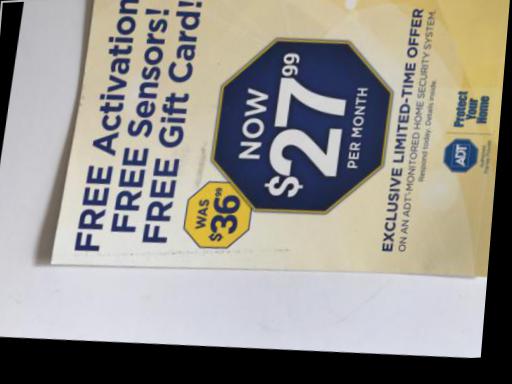 FREE Activation
FREE Sensors!
FREE Gift Card!
WAS
$36.99
NOW
$27 99
PER MONTH
EXCLUSIVE LIMITED-TIME OFFER
ON AN ADT®-MONITORED HOME SECURITY SYSTEM.
Respond today. Details inside.
ADT
Protect
Your
Home